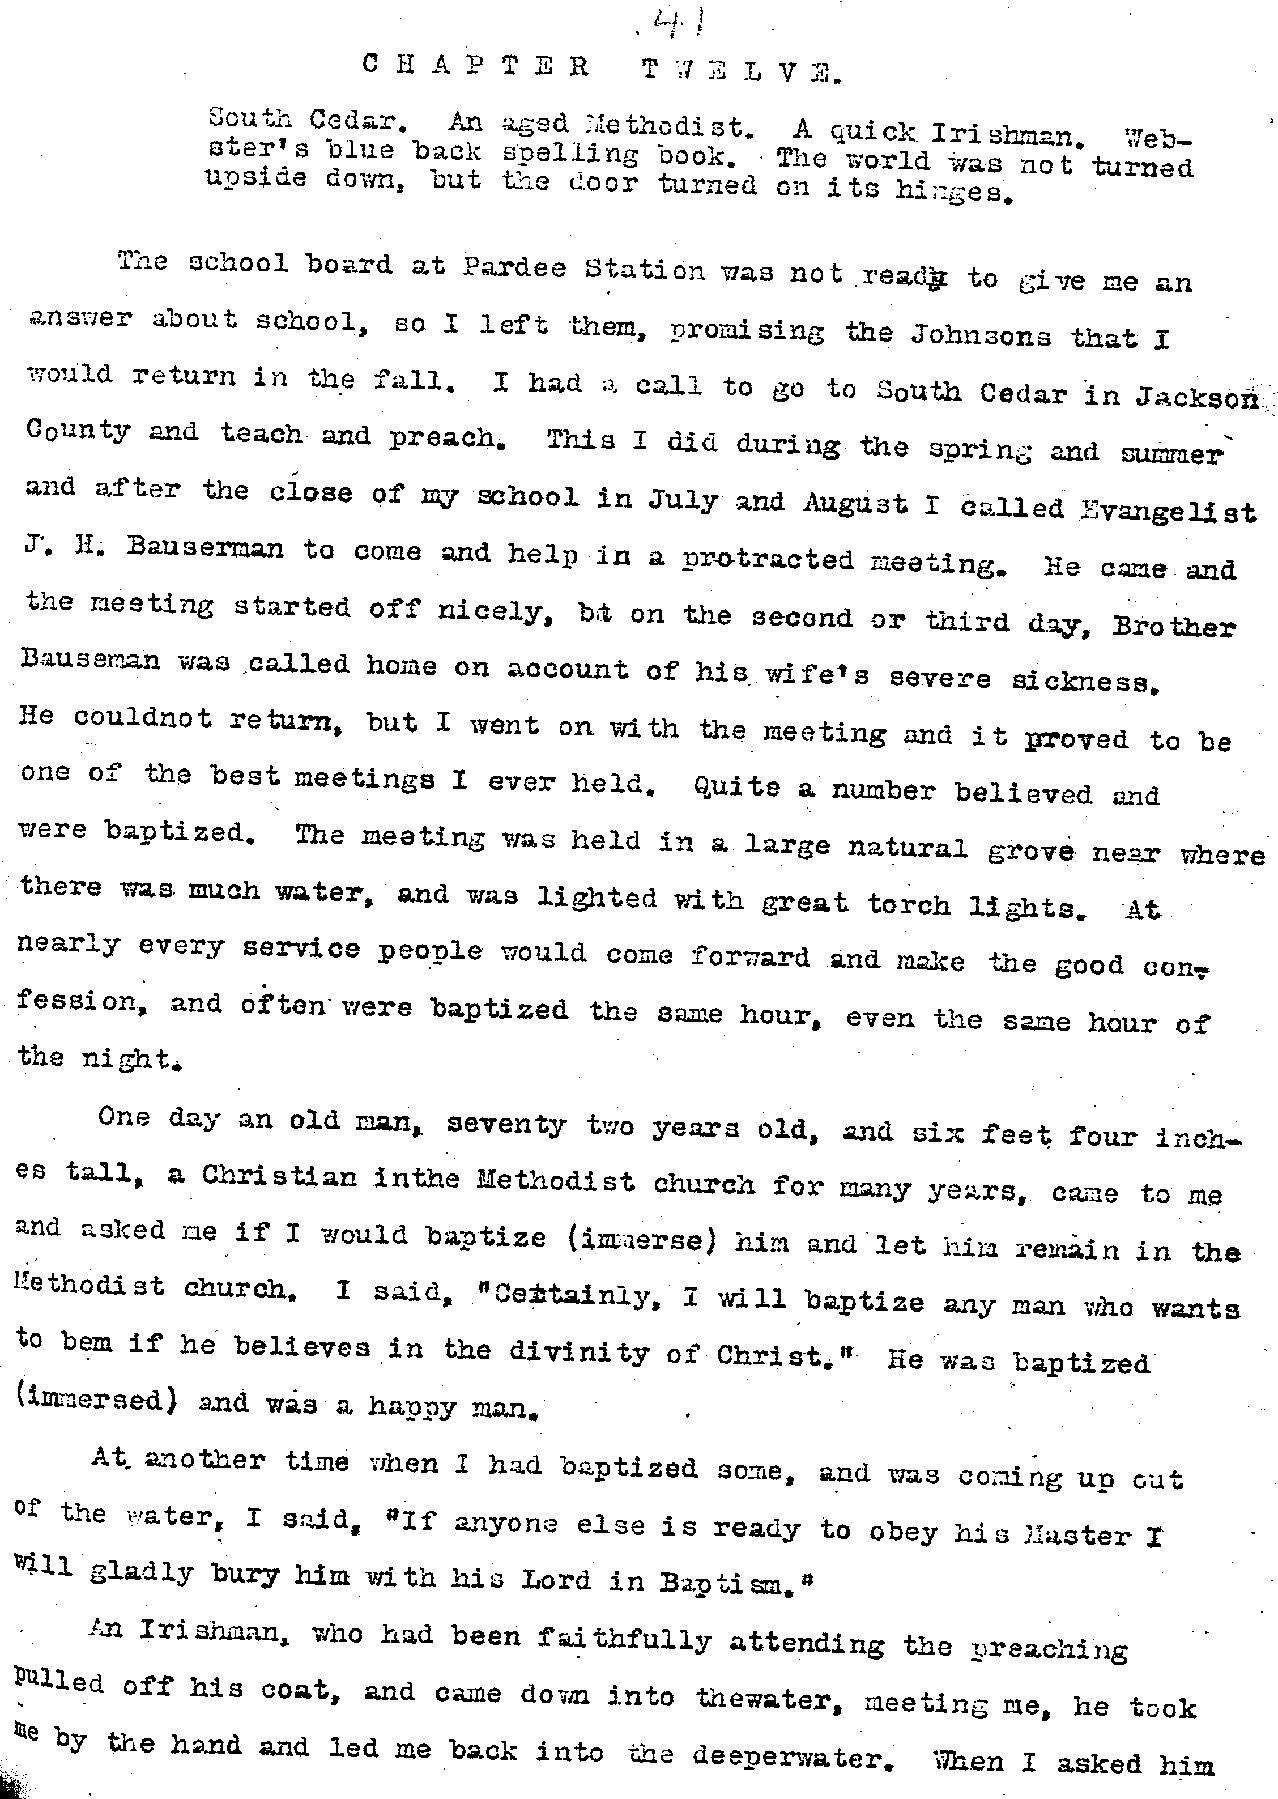 41
CHAPTER TWELVE.
South Cedar. An aged Methodist. A quick Irishman. Web-
ster's blue back spelling book. The world was not turned
upside down, but the door turned on its hinges.
The school board at Pardee Station was not ready to give me an
answer about school, so I left them, promising the Johnsons that I
would return in the fall. I had a call to go to South Cedar in Jackson
County and teach and preach. This I did during the spring and summer
and after the close of my school in July and August I called Evangelist
J. H. Bauserman to come and help in a protracted meeting. He came and
the meeting started off nicely, bt on the second or third day, Brother
Bauseman was called home on account of his wife's severe sickness.
He couldnot return, but I went on with the meeting and it proved to be
one of the best meetings I ever held. Quite a number believed and
were baptized. The meeting was held in a large natural grove near where
there was much water, and was lighted with great torch lights. At
nearly every service people would come forward and make the good con-
fession, and often were baptized the same hour, even the same hour of
the night.
One day an old man, seventy two years old, and six feet four inch-
es tall, a Christian inthe Methodist church for many years, came to me
and asked me if I would baptize (immerse) him and let him remain in the
Methodist church. I said, "Certainly, I will baptize any man who wants
to bem if he believes in the divinity of Christ." He was baptized
(immersed) and was a happy man.
At another time when I had baptized some, and was coming up out
of the water, I said, "If anyone else is ready to obey his Master I
will gladly bury him with his Lord in Baptism."
An Irishman, who had been faithfully attending the preaching
pulled off his coat, and came down into thewater, meeting me, he took
me by the hand and led me back into the deeperwater. When I asked him